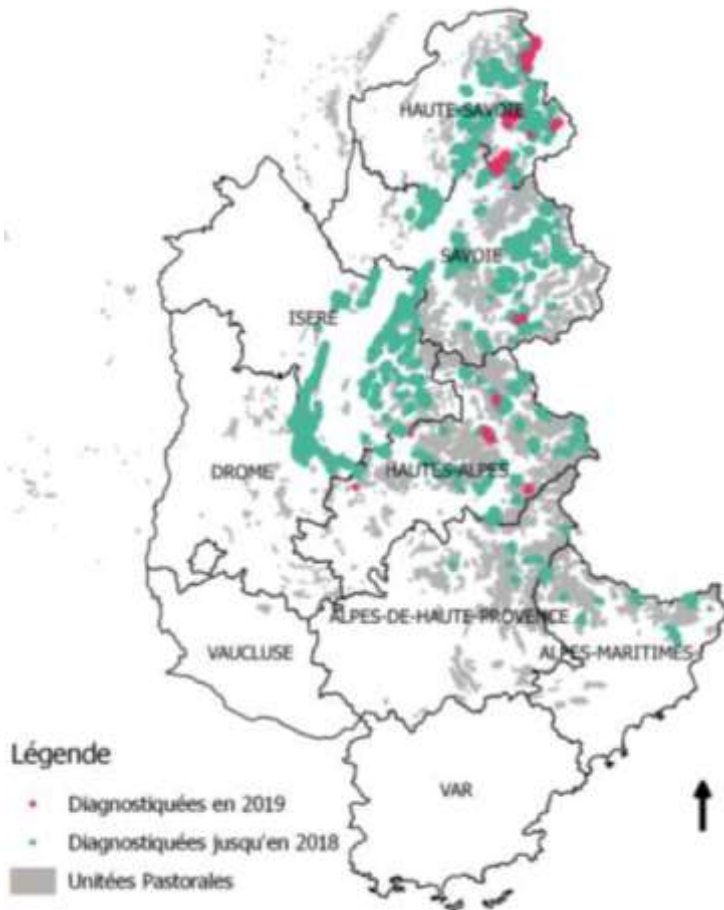 HAUTE-SAVOIE
SAVOIE
ISERE
DROME
HAUTES-ALPES
ALPES-DE-HAUTE-PROVENCE
VAUCLUSE
ALPES-MARITIMES
VAR
Légende
Diagnostiquées en 2019
Diagnostiquées jusqu'en 2018
Unitées Pastorales